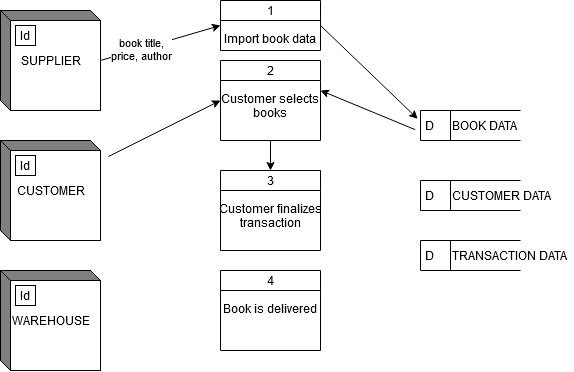 Id
SUPPLIER
book title,
price, author
1
Import book data
2
Customer selects
books
D BOOK DATA
Id
CUSTOMER
3
Customer finalizes
transaction
D CUSTOMER DATA
D TRANSACTION DATA
Id
WAREHOUSE
4
Book is delivered